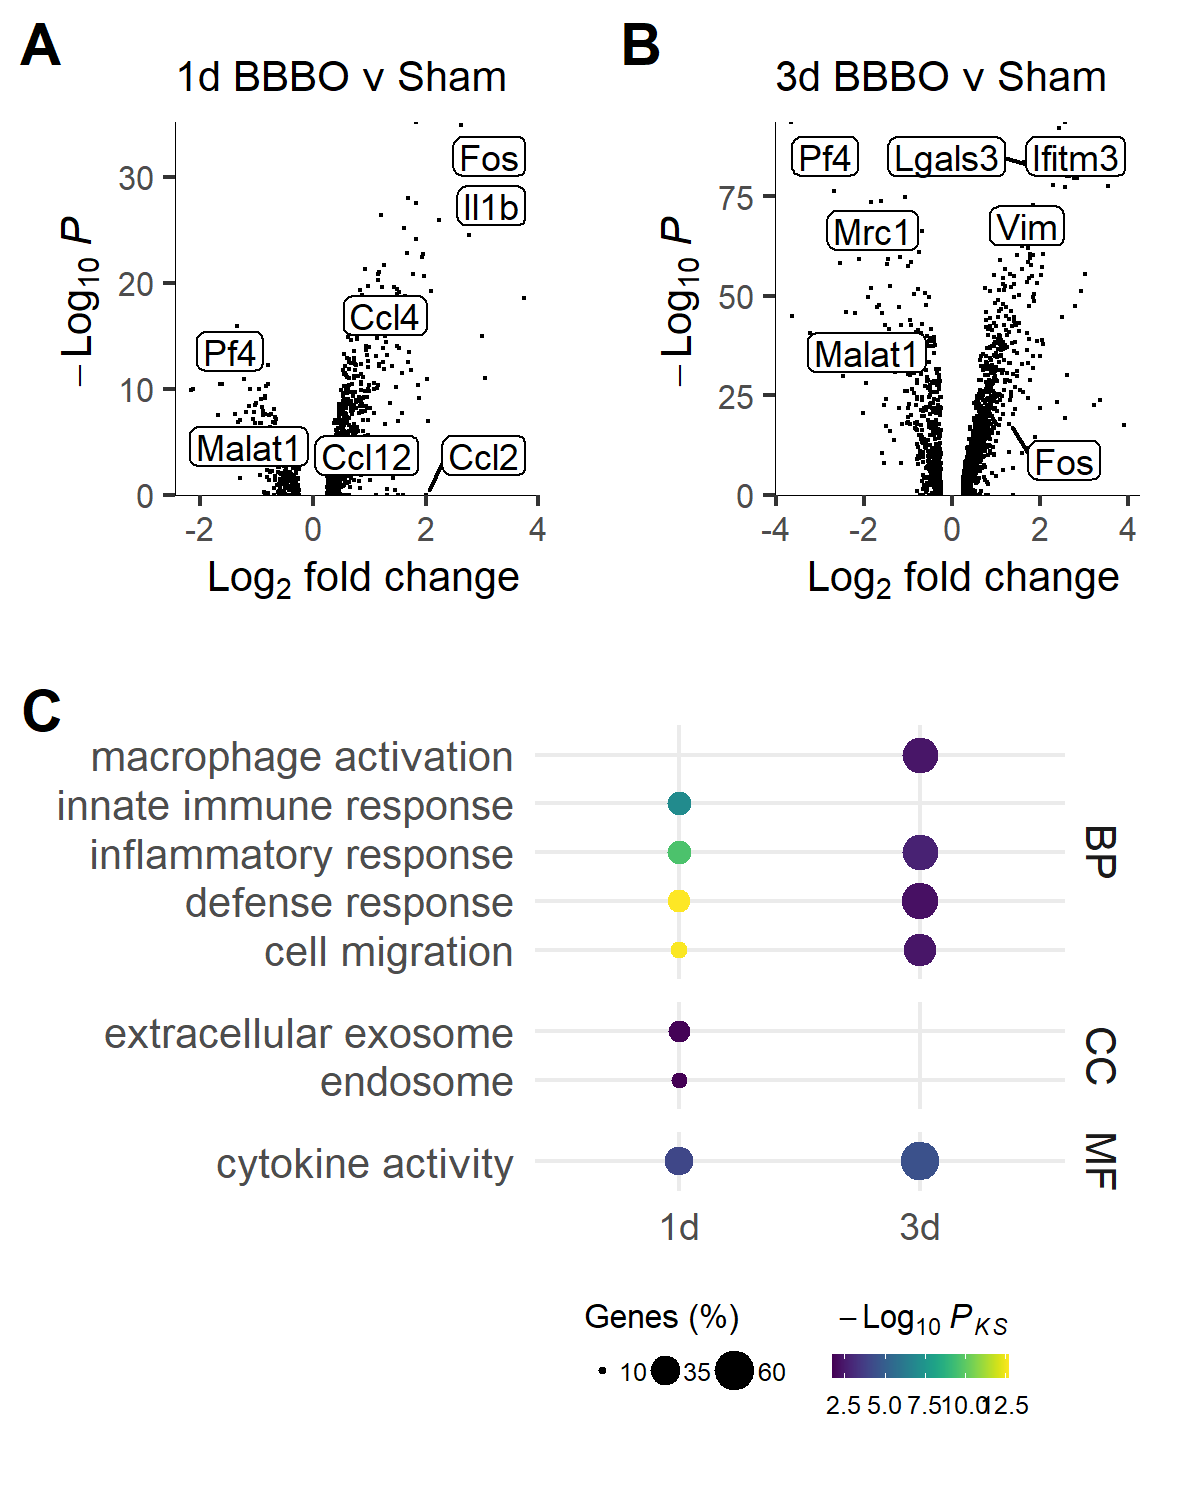 A
1d BBBO v Sham
Fos
Il1b
Ccl4
Pf4
Malat1
Ccl12
Ccl2
30
20
10
0
-2 0 2 4
– Log10 P
Log2 fold change
B
3d BBBO v Sham
Pf4
Lgals3
Ifitm3
Mrc1
Vim
Malat1
Fos
75
50
25
0
-4 -2 0 2 4
– Log10 P
Log2 fold change
C
macrophage activation
innate immune response
inflammatory response
defense response
cell migration
BP
extracellular exosome
endosome
CC
cytokine activity
MF
1d 3d
Genes (%)
10 35 60
– Log10 PKS
2.5 5.0 7.5 10.0 12.5